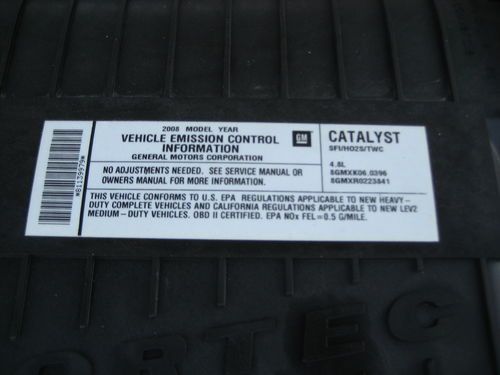 2008 MODEL YEAR
VEHICLE EMISSION CONTROL
INFORMATION
GENERAL MOTORS CORPORATION
GM
CATALYST
SFI/HO2S/TWC
NO ADJUSTMENTS NEEDED. SEE SERVICE MANUAL OR
OWNERS MANUAL FOR MORE INFORMATION.
4.8L
8GMXK06.0396
8GMXR0223841
THIS VEHICLE CONFORMS TO U.S. EPA REGULATIONS APPLICABLE TO NEW HEAVY-
DUTY COMPLETE VEHICLES AND CALIFORNIA REGULATIONS APPLICABLE TO NEW LEV2
MEDIUM-DUTY VEHICLES. OBD II CERTIFIED. EPA NOx FEL=0.5 G/MILE.
*81139979*
ORTEC